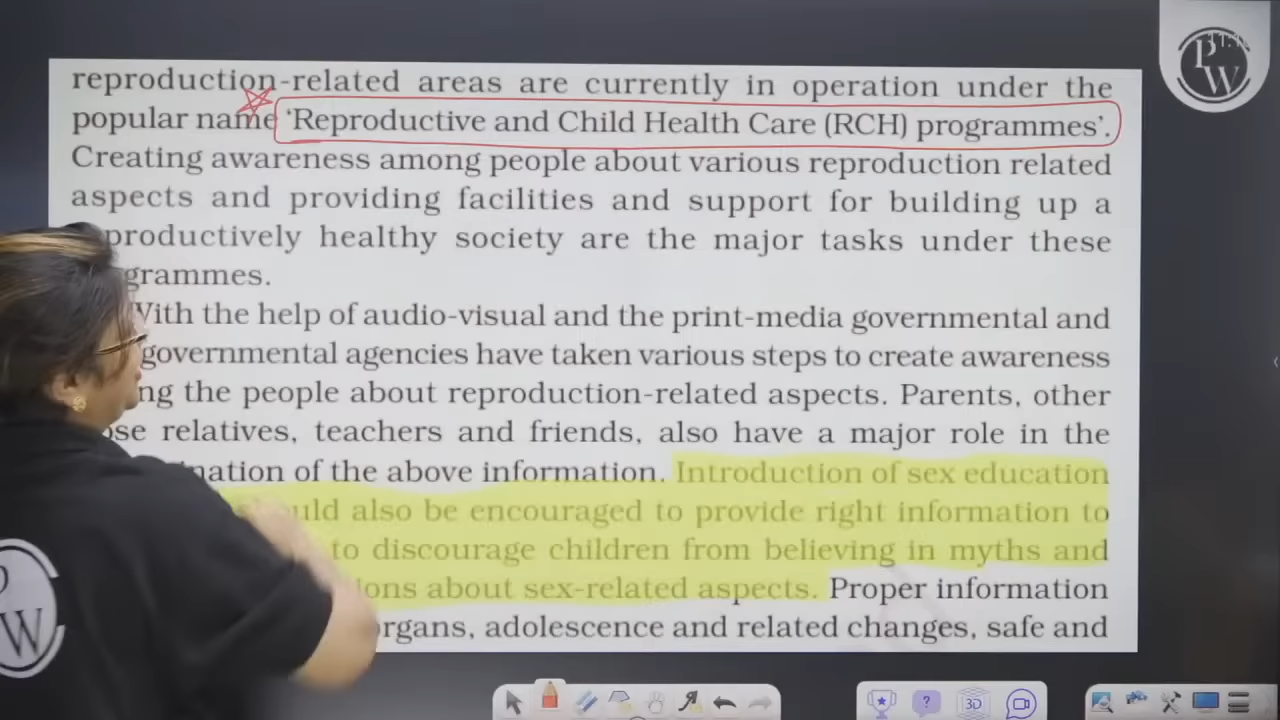 reproduction-related areas are currently in operation under the
popular name ‘Reproductive and Child Health Care (RCH) programmes’.
Creating awareness among people about various reproduction related
aspects and providing facilities and support for building up a
productively healthy society are the major tasks under these
grammes.
With the help of audio-visual and the print-media governmental and
governmental agencies have taken various steps to create awareness
ng the people about reproduction-related aspects. Parents, other
ose relatives, teachers and friends, also have a major role in the
nation of the above information. Introduction of sex education
ould also be encouraged to provide right information to
to discourage children from believing in myths and
ons about sex-related aspects. Proper information
organs, adolescence and related changes, safe and
PW
W
?
3D